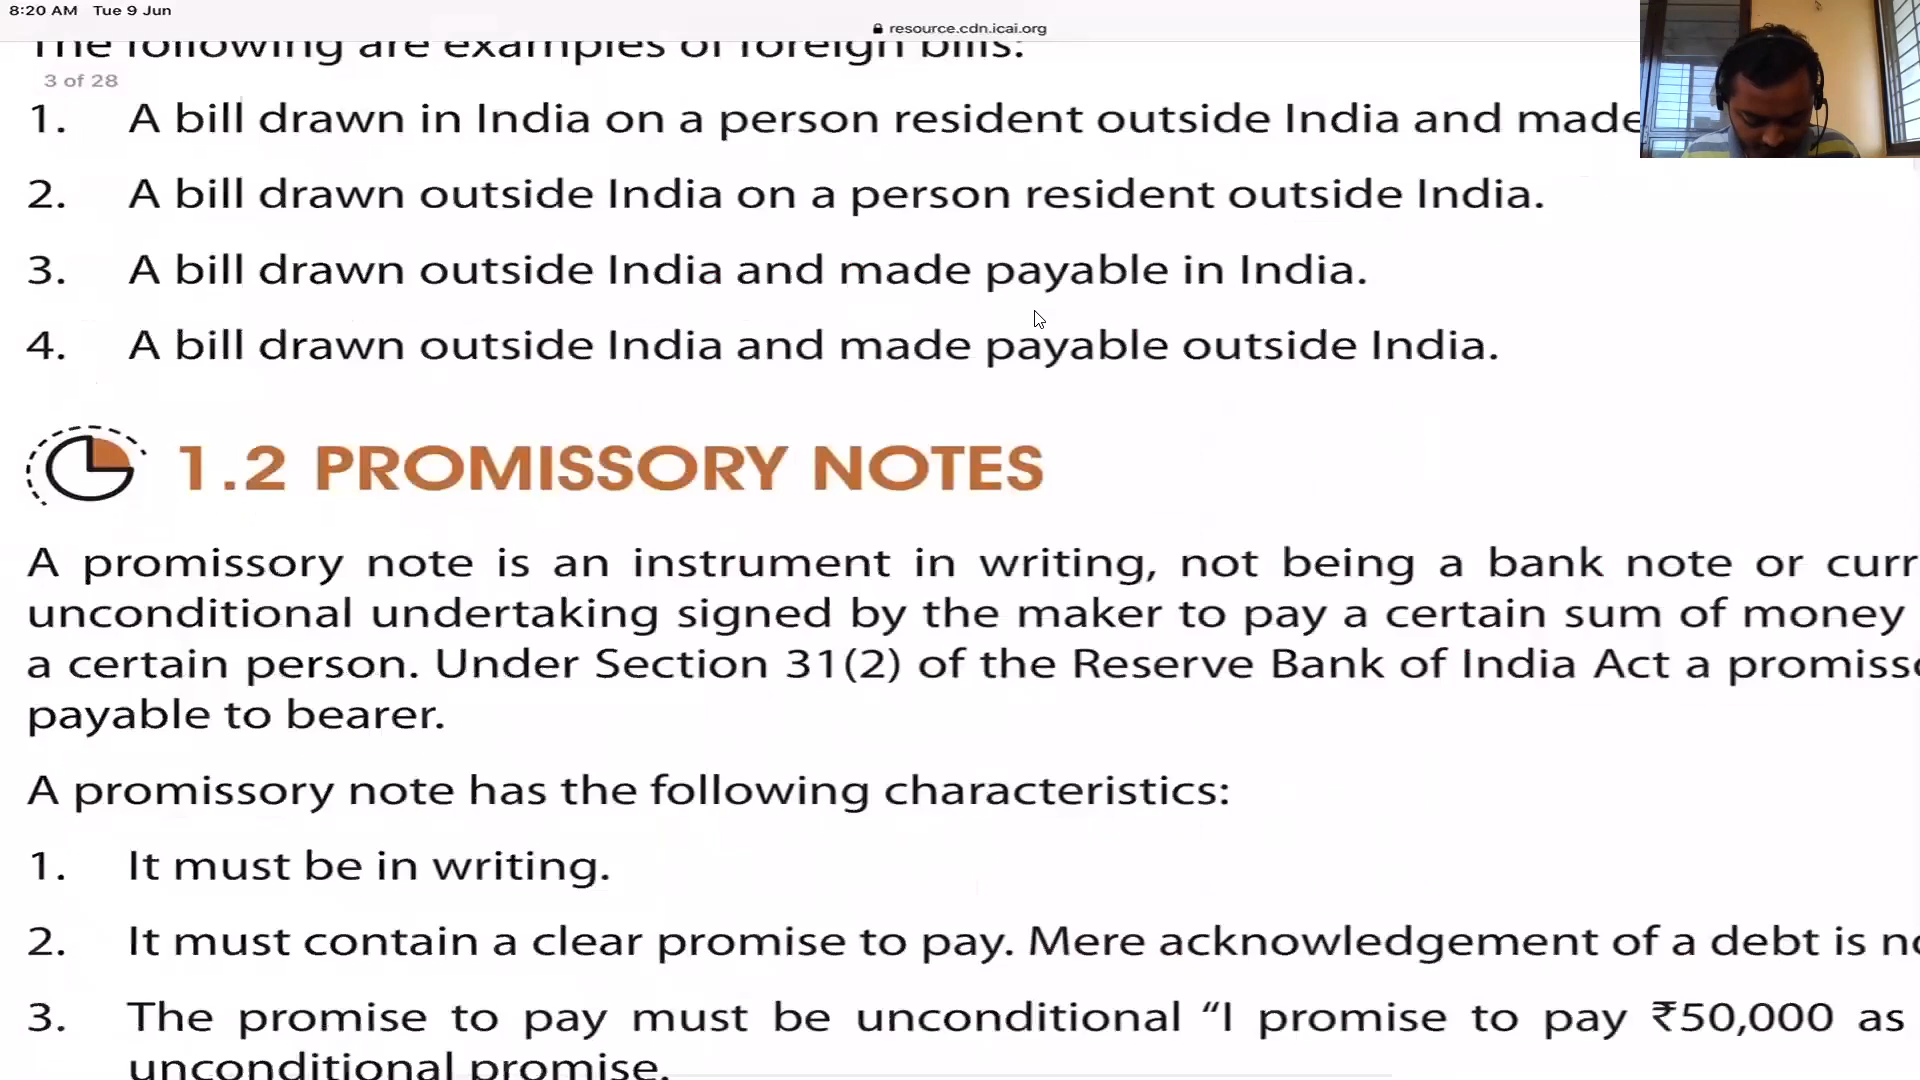 8:20 AM Tue 9 Jun
resource.cdn.icai.org
The following are examples of foreign bills:
3 of 28
1. A bill drawn in India on a person resident outside India and made
2. A bill drawn outside India on a person resident outside India.
3. A bill drawn outside India and made payable in India.
4. A bill drawn outside India and made payable outside India.
1.2 PROMISSORY NOTES
A promissory note is an instrument in writing, not being a bank note or curr
unconditional undertaking signed by the maker to pay a certain sum of money
a certain person. Under Section 31(2) of the Reserve Bank of India Act a promiss
payable to bearer.
A promissory note has the following characteristics:
1. It must be in writing.
2. It must contain a clear promise to pay. Mere acknowledgement of a debt is
3. The promise to pay must be unconditional “I promise to pay ₹50,000 as
unconditional promise.